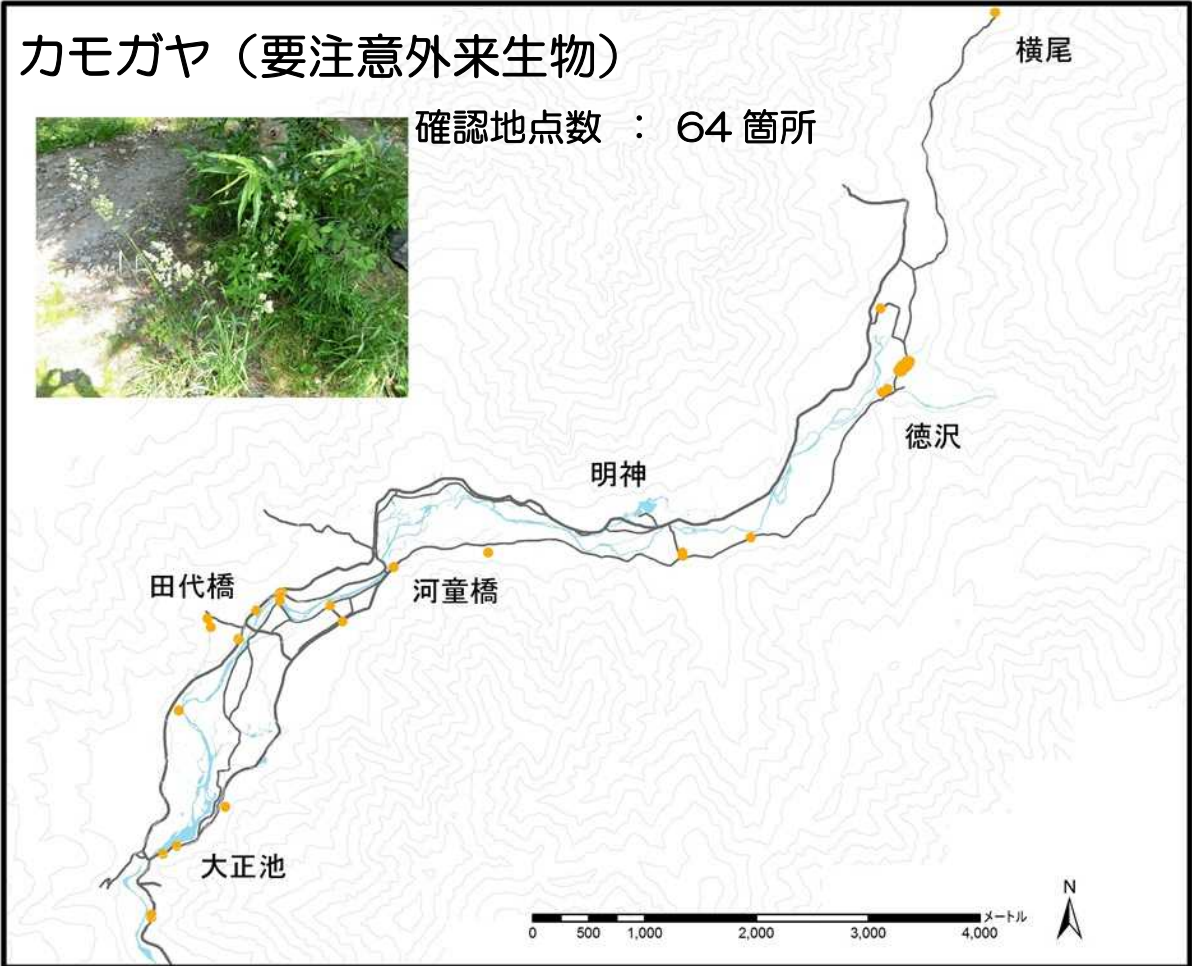 カモガヤ（要注意外来生物）
確認地点数 ： 64 箇所
横尾
徳沢
明神
田代橋
河童橋
大正池
N
メートル
0 500 1,000 2,000 3,000 4,000